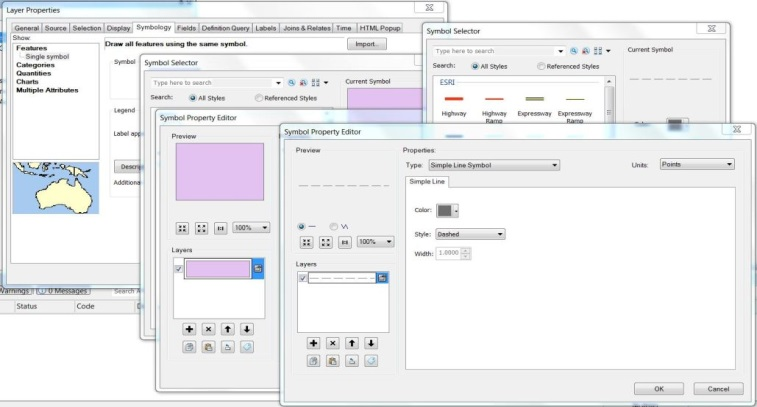 Layer Properties
General Source Selection Display Symbology Fields Definition Query Labels Joins & Relates Time HTML Popup
Show:
Features
Single symbol
Categories
Quantities
Charts
Multiple Attributes
Draw all features using the same symbol.
Import...
Symbol
Legend
Label app
Descrip
Additiona
Symbol Selector
Type here to search
Search: All Styles Referenced Styles
Current Symbol
Symbol Selector
Type here to search
Search: All Styles Referenced Styles
Current Symbol
ESRI
Highway
Highway Ramp
Expressway
Expressway Ramp
Color:
Symbol Property Editor
Preview
100%
Layers
Symbol Property Editor
Preview
100%
Layers
Properties:
Type: Simple Line Symbol
Units: Points
Simple Line
Color:
Style: Dashed
Width: 1.0000
OK Cancel
Warnings 0 Messages
Search A
Status Code